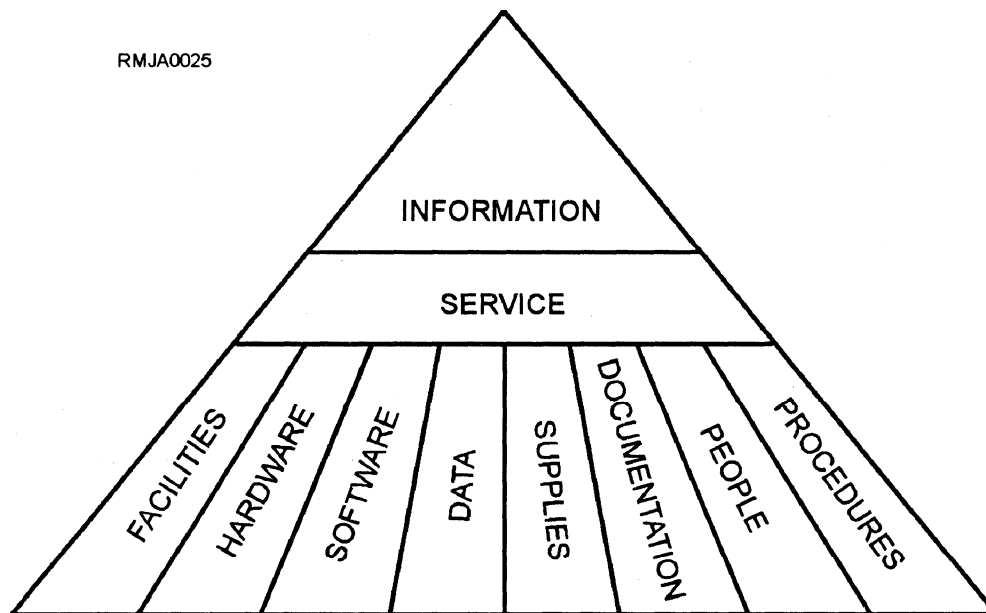 RMJA0025
INFORMATION
SERVICE
FACILITIES
HARDWARE
SOFTWARE
DATA
SUPPLIES
DOCUMENTATION
PEOPLE
PROCEDURES